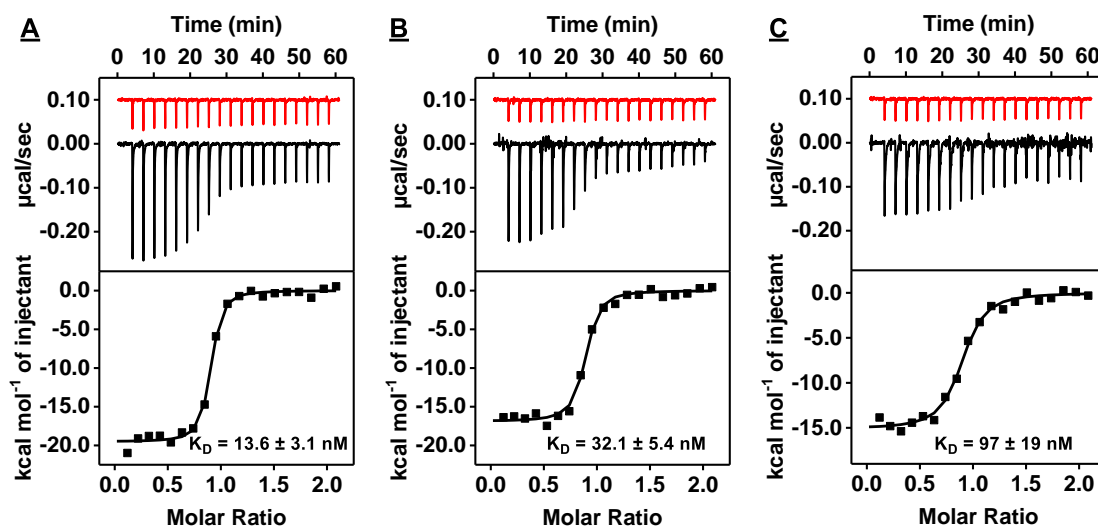 A
Time (min)
0 10 20 30 40 50 60
0.10
0.00
-0.10
-0.20
µcal/sec
0.0
-5.0
-10.0
-15.0
-20.0
kcal mol⁻¹ of injectant
K_D = 13.6 ± 3.1 nM
0.0 0.5 1.0 1.5 2.0
Molar Ratio
B
Time (min)
0 10 20 30 40 50 60
0.10
0.00
-0.10
-0.20
µcal/sec
0.0
-5.0
-10.0
-15.0
-20.0
kcal mol⁻¹ of injectant
K_D = 32.1 ± 5.4 nM
0.0 0.5 1.0 1.5 2.0
Molar Ratio
C
Time (min)
0 10 20 30 40 50 60
0.10
0.00
-0.10
-0.20
µcal/sec
0.0
-5.0
-10.0
-15.0
kcal mol⁻¹ of injectant
K_D = 97 ± 19 nM
0.0 0.5 1.0 1.5 2.0
Molar Ratio